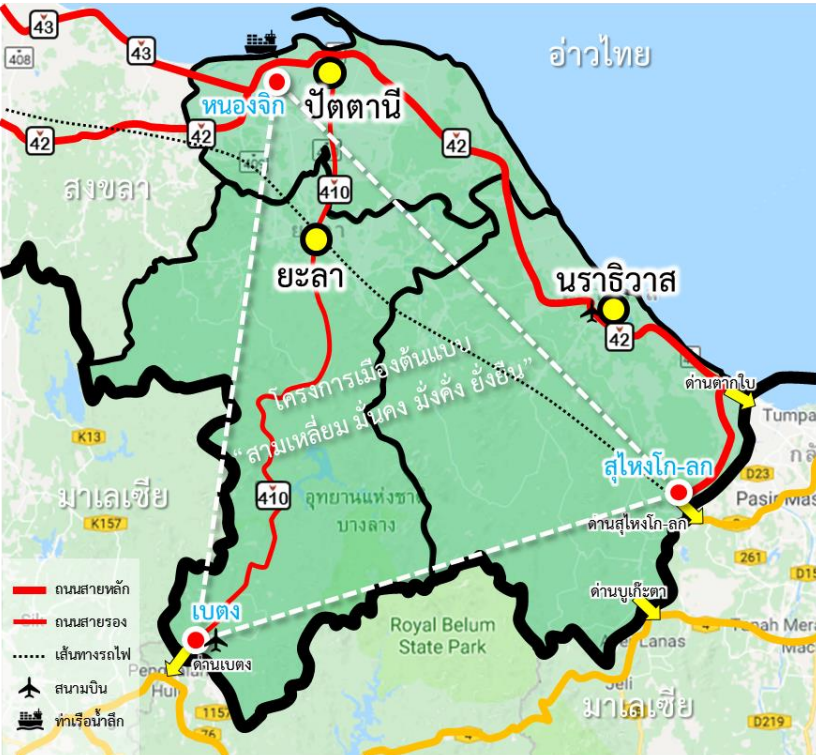 43
43
408
อ่าวไทย
หนองจิก
ปัตตานี
42
42
42
สงขลา
410
ยะลา
นราธิวาส
42
โครงการเมืองต้นแบบ
“สามเหลี่ยม มั่นคง มั่งคั่ง ยั่งยืน”
ด่านตากใบ
Tumpa
K13
สุไหงโก-ลก
D23
มาเลเซีย
410
อุทยานแห่งชาติ
บางลาง
Pasir Mas
K157
ด่านสุไหงโก-ลก
261
D15
ถนนสายหลัก
ด่านบูเก๊ะตา
ถนนสายรอง
เบตง
Royal Belum
State Park
4
Tanah Mera
Lanas
เส้นทางรถไฟ
ด่านเบตง
สนามบิน
Jeli
มาเลเซีย
ท่าเรือน้ำลึก
1157
76
4
D219